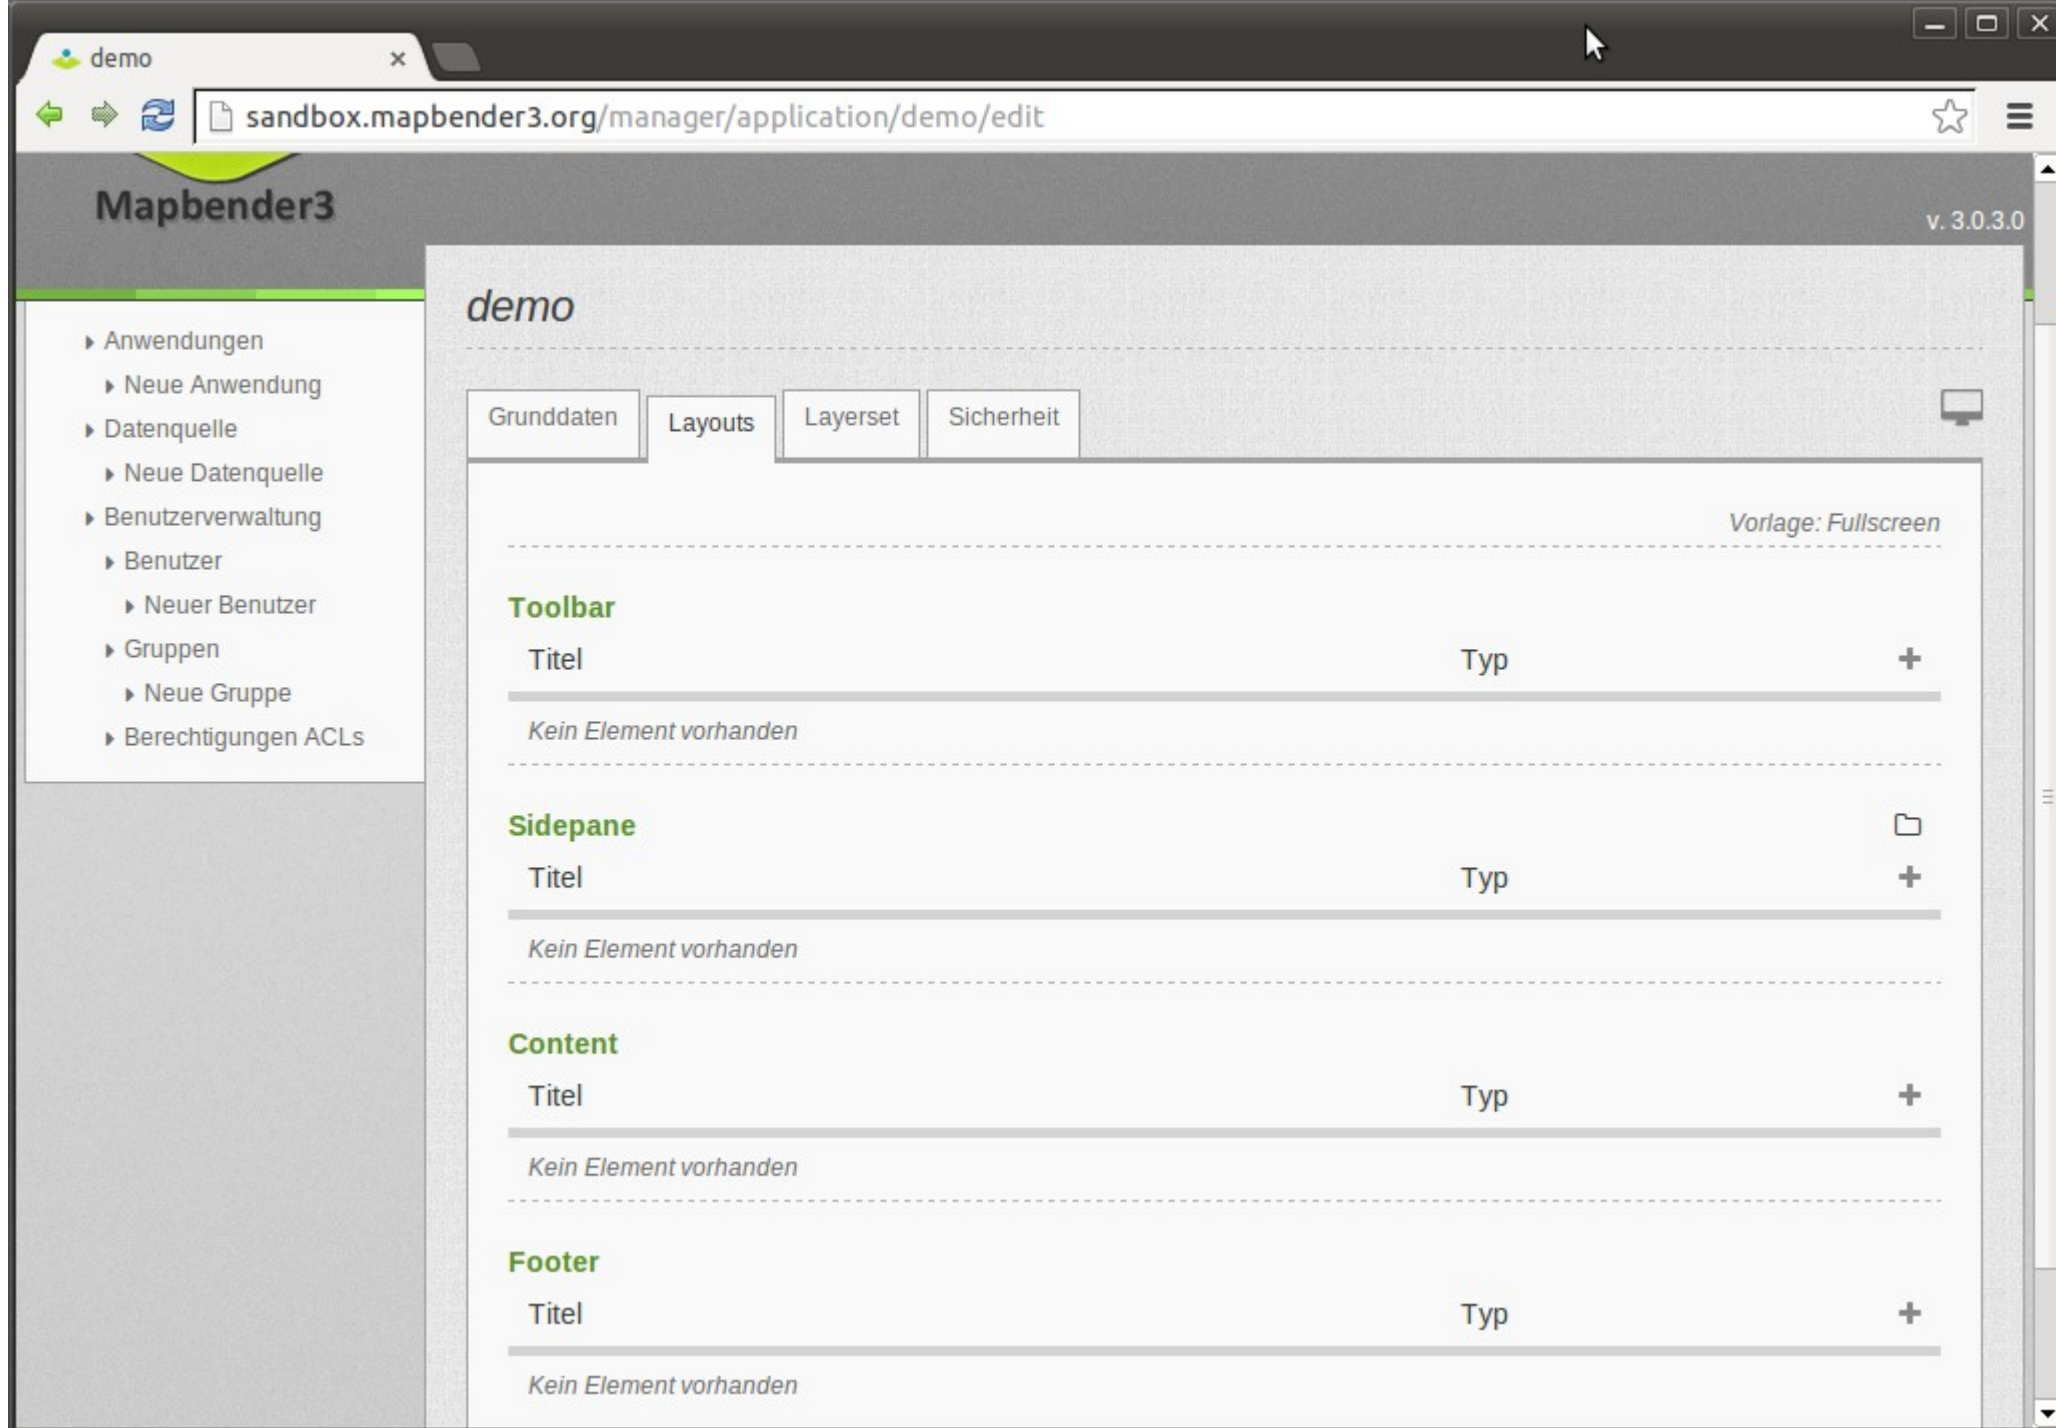 demo
sandbox.mapbender3.org/manager/application/demo/edit
Mapbender3
v. 3.0.3.0
Anwendungen
Neue Anwendung
Datenquelle
Neue Datenquelle
Benutzerverwaltung
Benutzer
Neuer Benutzer
Gruppen
Neue Gruppe
Berechtigungen ACLs
demo
Grunddaten Layouts Layerset Sicherheit
Vorlage: Fullscreen
Toolbar
Titel Typ
Kein Element vorhanden
Sidepane
Titel Typ
Kein Element vorhanden
Content
Titel Typ
Kein Element vorhanden
Footer
Titel Typ
Kein Element vorhanden